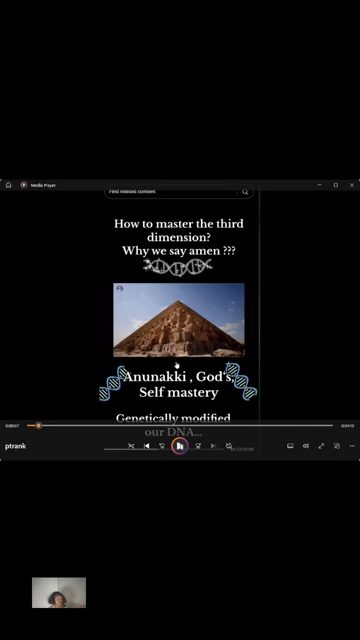 Media Player
Find related content
How to master the third
dimension?
Why we say amen ???
Anunakki , God's,
Self mastery
Genetically modified
our DNA...
0:00:07
0:04:13
ptrank